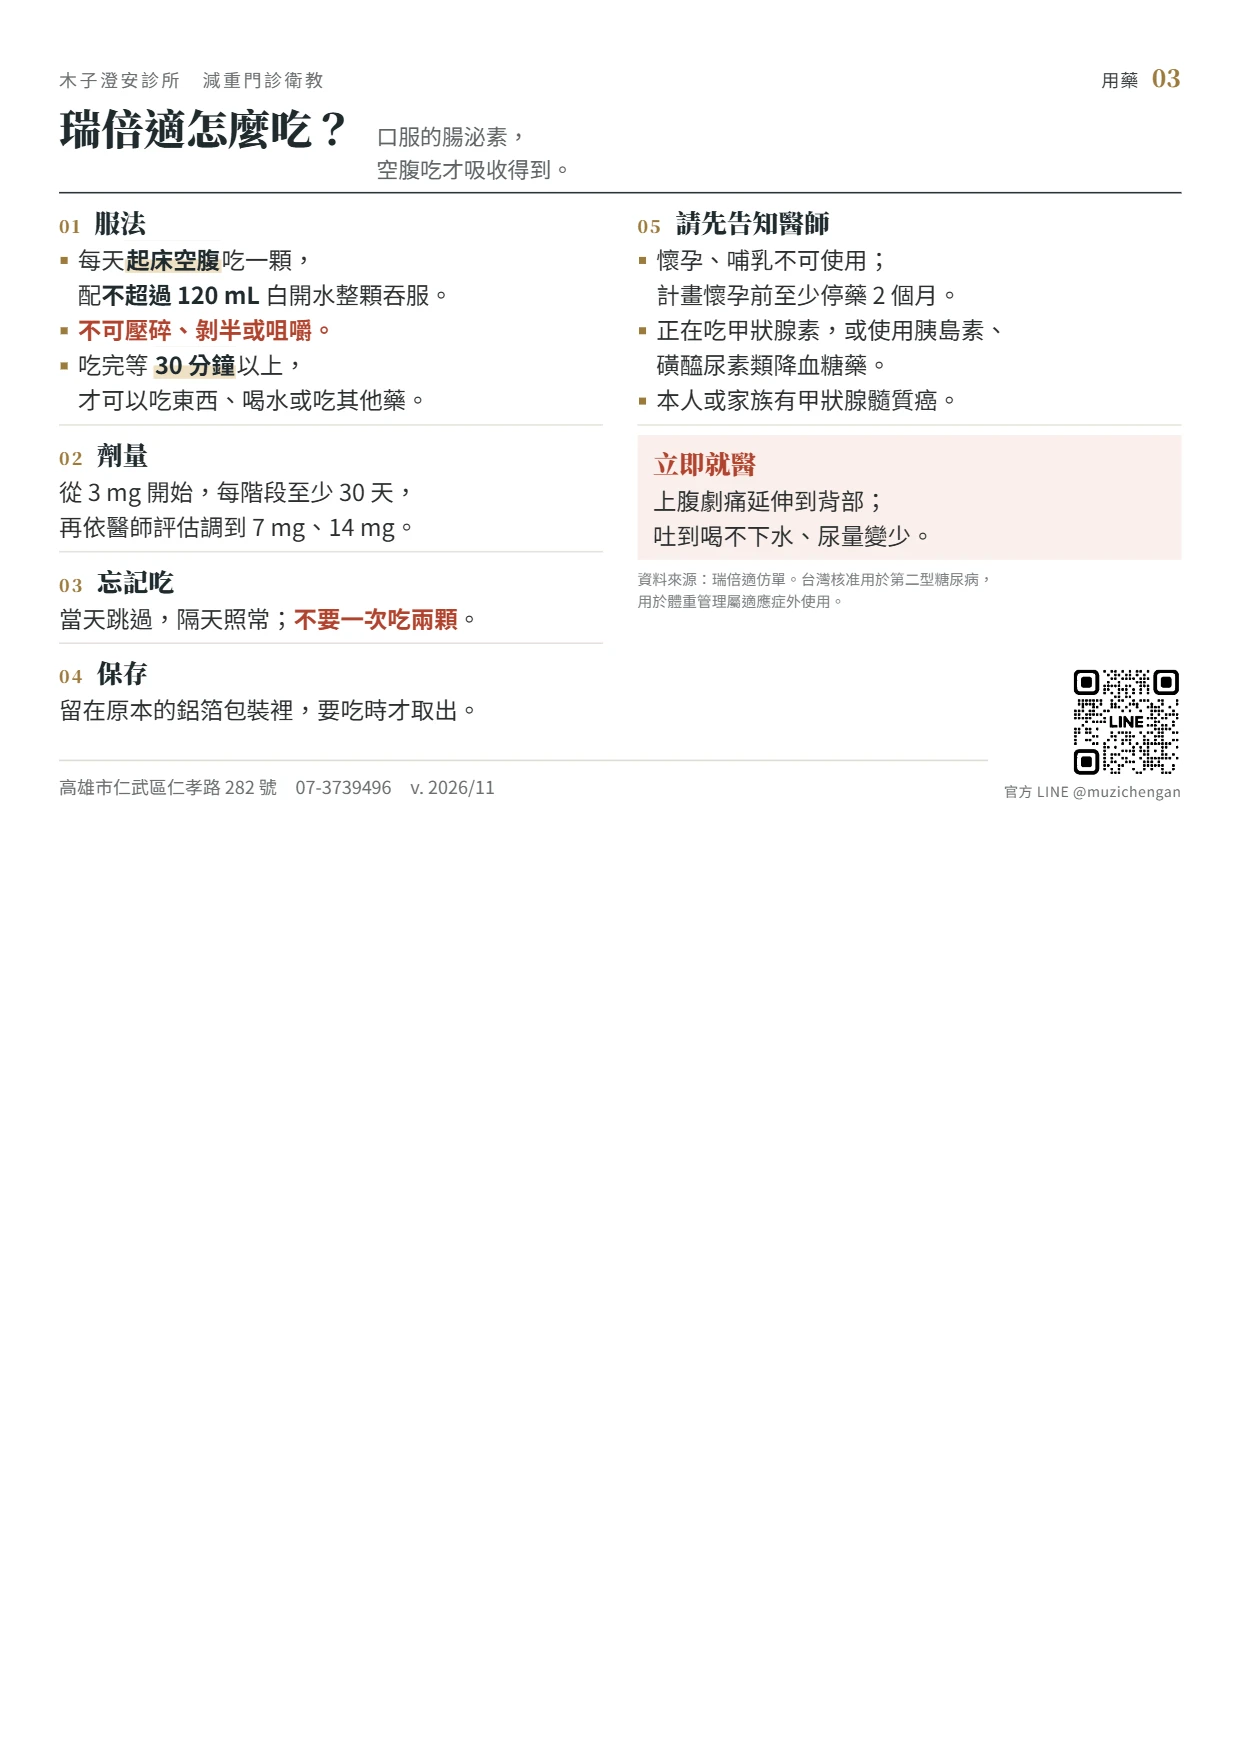 木子澄安診所　減重門診衛教
用藥 03
瑞倍適怎麼吃？
口服的腸泌素，
空腹吃才吸收得到。
01 服法
▪ 每天起床空腹吃一顆，
配不超過 120 mL 白開水整顆吞服。
▪ 不可壓碎、剝半或咀嚼。
▪ 吃完等 30 分鐘以上，
才可以吃東西、喝水或吃其他藥。
02 劑量
從 3 mg 開始，每階段至少 30 天，
再依醫師評估調到 7 mg、14 mg。
03 忘記吃
當天跳過，隔天照常；不要一次吃兩顆。
04 保存
留在原本的鋁箔包裝裡，要吃時才取出。
05 請先告知醫師
▪ 懷孕、哺乳不可使用；
計畫懷孕前至少停藥 2 個月。
▪ 正在吃甲狀腺素，或使用胰島素、
磺醯尿素類降血糖藥。
▪ 本人或家族有甲狀腺髓質癌。
立即就醫
上腹劇痛延伸到背部；
吐到喝不下水、尿量變少。
資料來源：瑞倍適仿單。台灣核准用於第二型糖尿病，
用於體重管理屬適應症外使用。
LINE
高雄市仁武區仁孝路 282 號　07-3739496　v. 2026/11
官方 LINE @muzichengan